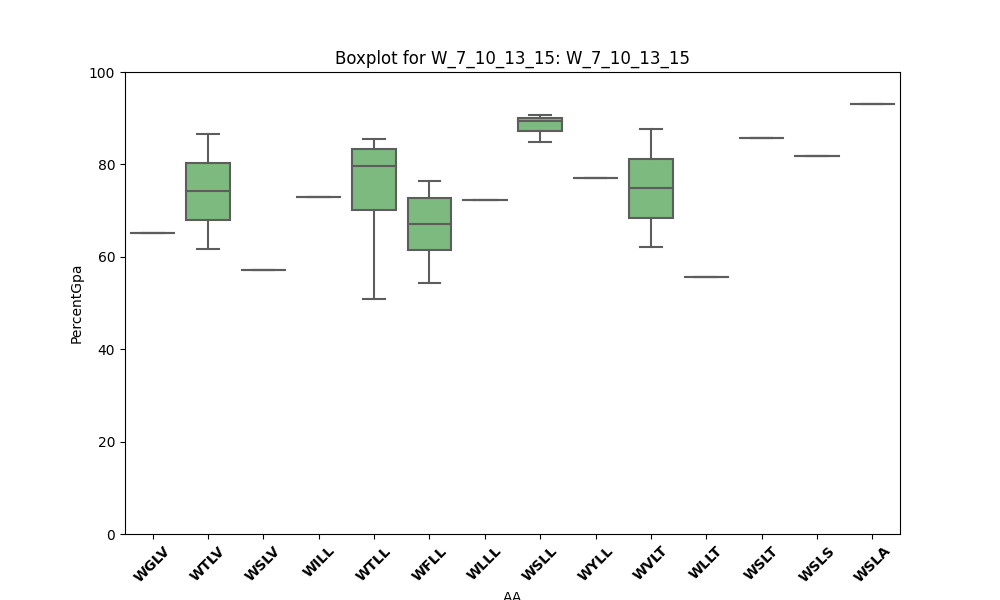 Boxplot for W_7_10_13_15: W_7_10_13_15
100
80
60
40
20
0
PercentGpa
WGLV WTLV WSLV WILL WTLL WFLL WLLL WSLL WYLL WVLT WLLT WSLT WSLS WSLA
AA